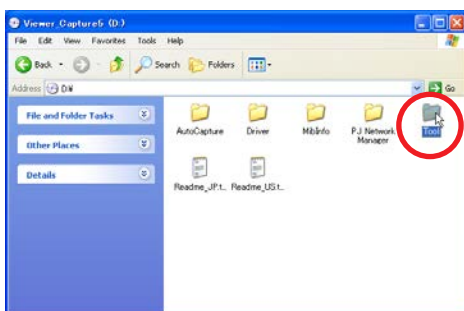 Viewer_Capture5 (D:)
File Edit View Favorites Tools Help
Back Search Folders
Address D:¥ Go
File and Folder Tasks
Other Places
Details
AutoCapture Driver MibInfo PJ Network Manager Tool
Readme_JP.t... Readme_US.t...